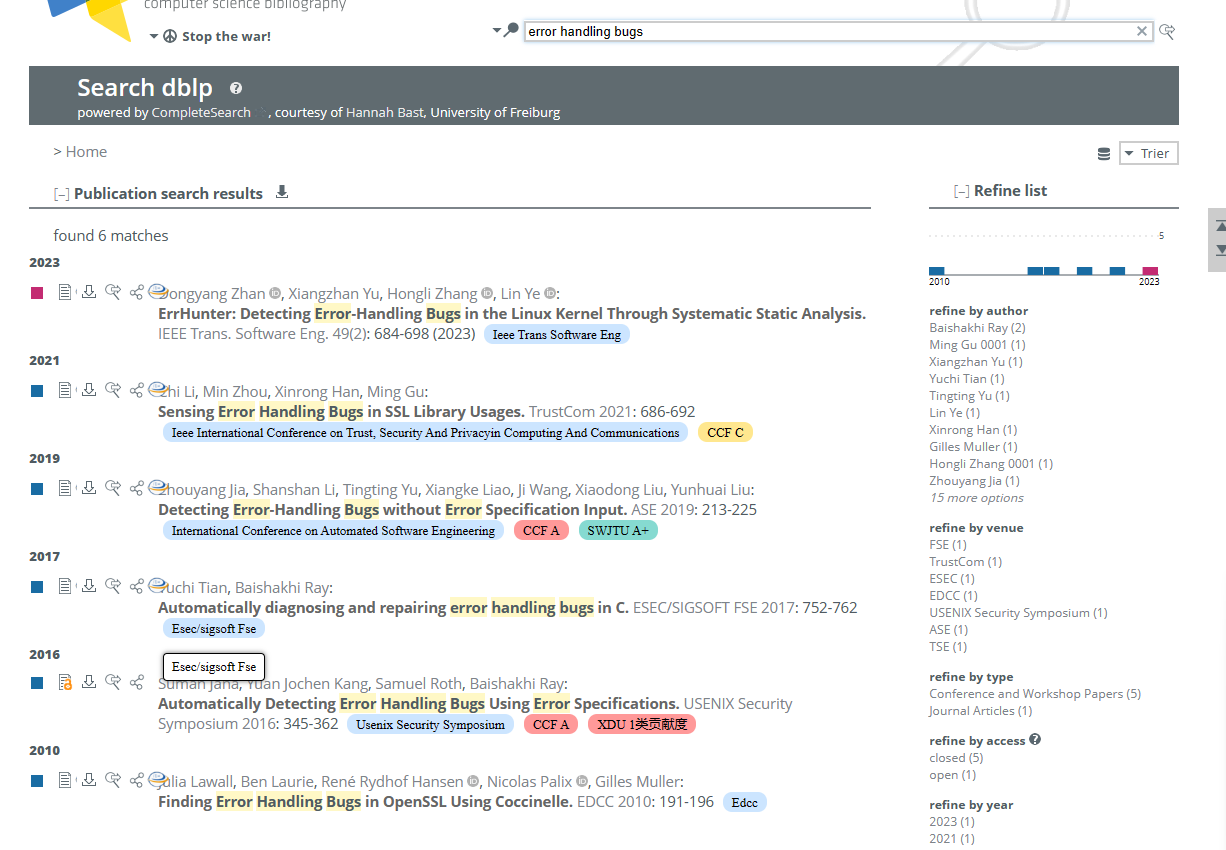 computer science bibliography
Stop the war!
error handling bugs
Search dblp
powered by CompleteSearch, courtesy of Hannah Bast, University of Freiburg
> Home
Trier
[–] Publication search results
found 6 matches
2023
Dongyang Zhan, Xiangzhan Yu, Hongli Zhang, Lin Ye:
ErrHunter: Detecting Error-Handling Bugs in the Linux Kernel Through Systematic Static Analysis.
IEEE Trans. Software Eng. 49(2): 684-698 (2023) Ieee Trans Software Eng
2021
Zhi Li, Min Zhou, Xinrong Han, Ming Gu:
Sensing Error Handling Bugs in SSL Library Usages. TrustCom 2021: 686-692
Ieee International Conference on Trust, Security And Privacyin Computing And Communications CCF C
2019
Zhouyang Jia, Shanshan Li, Tingting Yu, Xiangke Liao, Ji Wang, Xiaodong Liu, Yunhuai Liu:
Detecting Error-Handling Bugs without Error Specification Input. ASE 2019: 213-225
International Conference on Automated Software Engineering CCF A SWJTU A+
2017
Yuchi Tian, Baishakhi Ray:
Automatically diagnosing and repairing error handling bugs in C. ESEC/SIGSOFT FSE 2017: 752-762
Esec/sigsoft Fse
2016
Esec/sigsoft Fse
Suman Jana, Yuan Jochen Kang, Samuel Roth, Baishakhi Ray:
Automatically Detecting Error Handling Bugs Using Error Specifications. USENIX Security
Symposium 2016: 345-362 Usenix Security Symposium CCF A XDU 1类贡献度
2010
Julia Lawall, Ben Laurie, René Rydhof Hansen, Nicolas Palix, Gilles Muller:
Finding Error Handling Bugs in OpenSSL Using Coccinelle. EDCC 2010: 191-196 Edcc
[–] Refine list
5
2010 2023
refine by author
Baishakhi Ray (2)
Ming Gu 0001 (1)
Xiangzhan Yu (1)
Yuchi Tian (1)
Tingting Yu (1)
Lin Ye (1)
Xinrong Han (1)
Gilles Muller (1)
Hongli Zhang 0001 (1)
Zhouyang Jia (1)
15 more options
refine by venue
FSE (1)
TrustCom (1)
ESEC (1)
EDCC (1)
USENIX Security Symposium (1)
ASE (1)
TSE (1)
refine by type
Conference and Workshop Papers (5)
Journal Articles (1)
refine by access
closed (5)
open (1)
refine by year
2023 (1)
2021 (1)